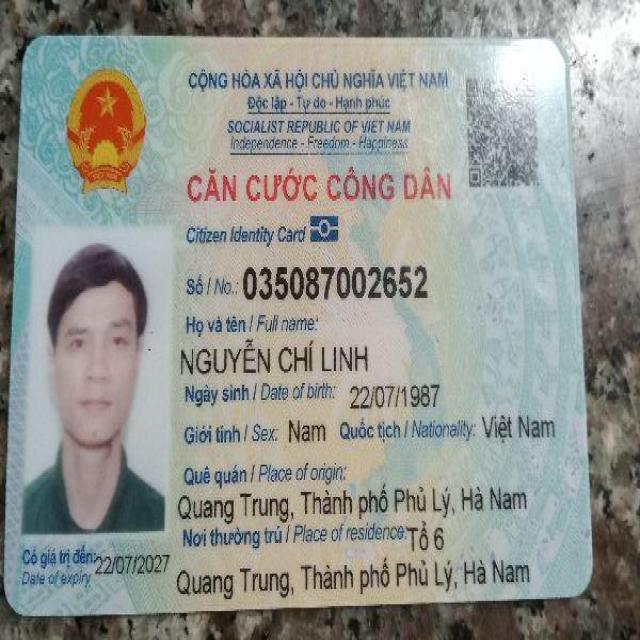 CỘNG HÒA XÃ HỘI CHỦ NGHĨA VIỆT NAM
Độc lập - Tự do - Hạnh phúc
SOCIALIST REPUBLIC OF VIET NAM
Independence - Freedom - Happiness
CĂN CƯỚC CÔNG DÂN
Citizen Identity Card
Số / No.: 035087002652
Họ và tên / Full name:
NGUYỄN CHÍ LINH
Ngày sinh / Date of birth: 22/07/1987
Giới tính / Sex: Nam Quốc tịch / Nationality: Việt Nam
Quê quán / Place of origin:
Quang Trung, Thành phố Phủ Lý, Hà Nam
Nơi thường trú / Place of residence: Tổ 6
Quang Trung, Thành phố Phủ Lý, Hà Nam
Có giá trị đến: 22/07/2027
Date of expiry